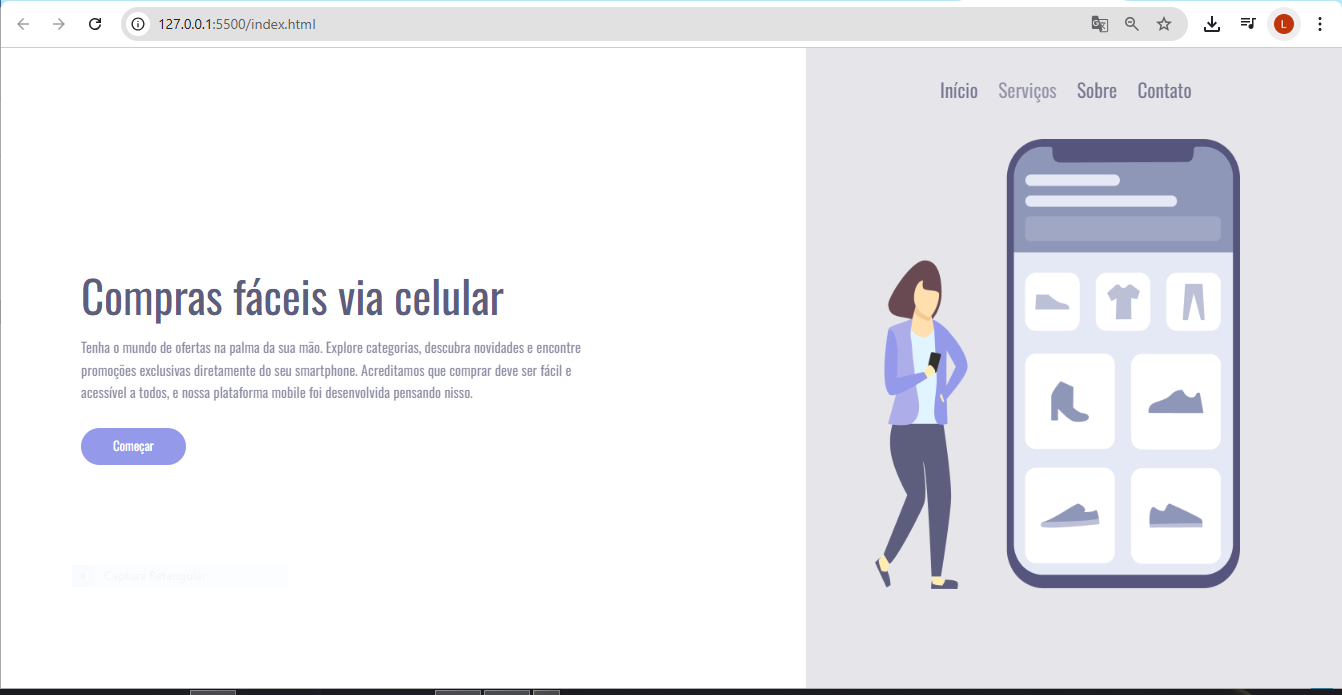 127.0.0.1:5500/index.html
L
Início Serviços Sobre Contato
Compras fáceis via celular
Tenha o mundo de ofertas na palma da sua mão. Explore categorias, descubra novidades e encontre
promoções exclusivas diretamente do seu smartphone. Acreditamos que comprar deve ser fácil e
acessível a todos, e nossa plataforma mobile foi desenvolvida pensando nisso.
Começar
Captura Retangular